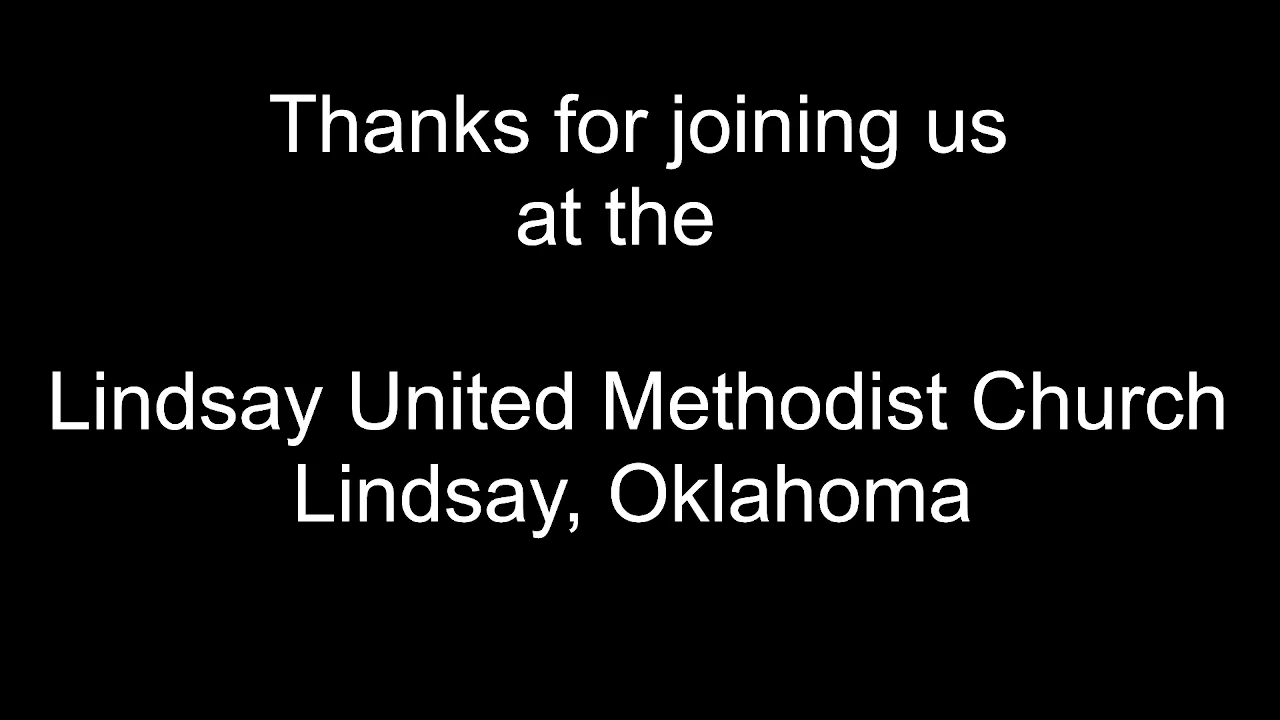 Thanks for joining us
at the
Lindsay United Methodist Church
Lindsay, Oklahoma